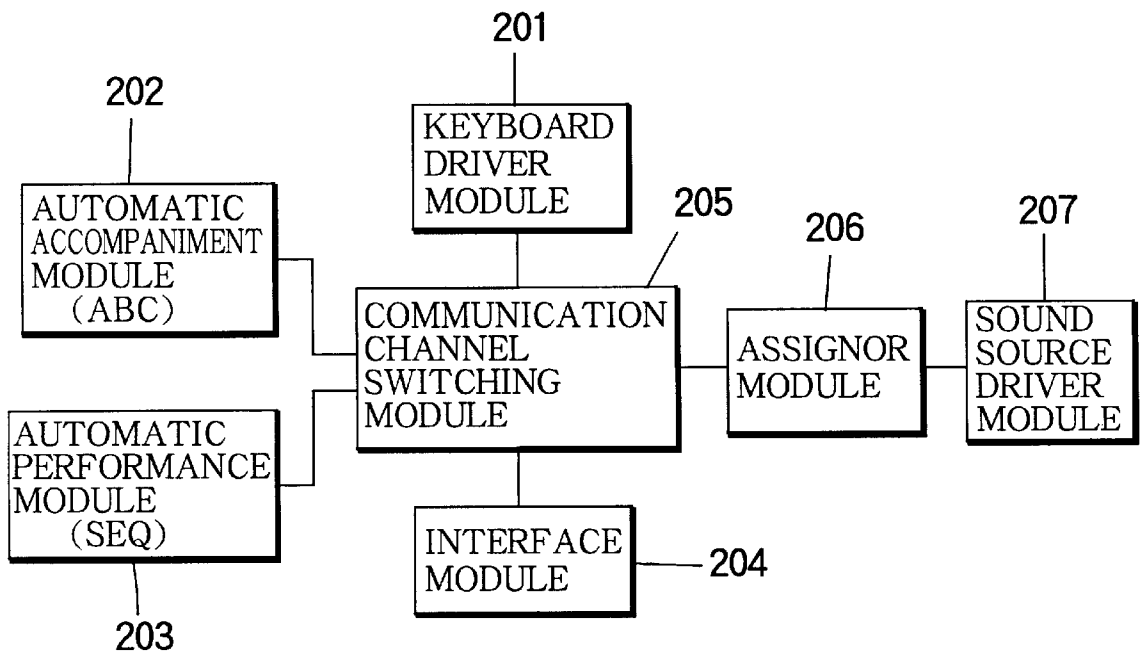 201
202
KEYBOARD
DRIVER
MODULE
AUTOMATIC
ACCOMPANIMENT
MODULE
(ABC)
205
206
207
COMMUNICATION
CHANNEL
SWITCHING
MODULE
ASSIGNOR
MODULE
SOUND
SOURCE
DRIVER
MODULE
AUTOMATIC
PERFORMANCE
MODULE
(SEQ)
203
INTERFACE
MODULE
204